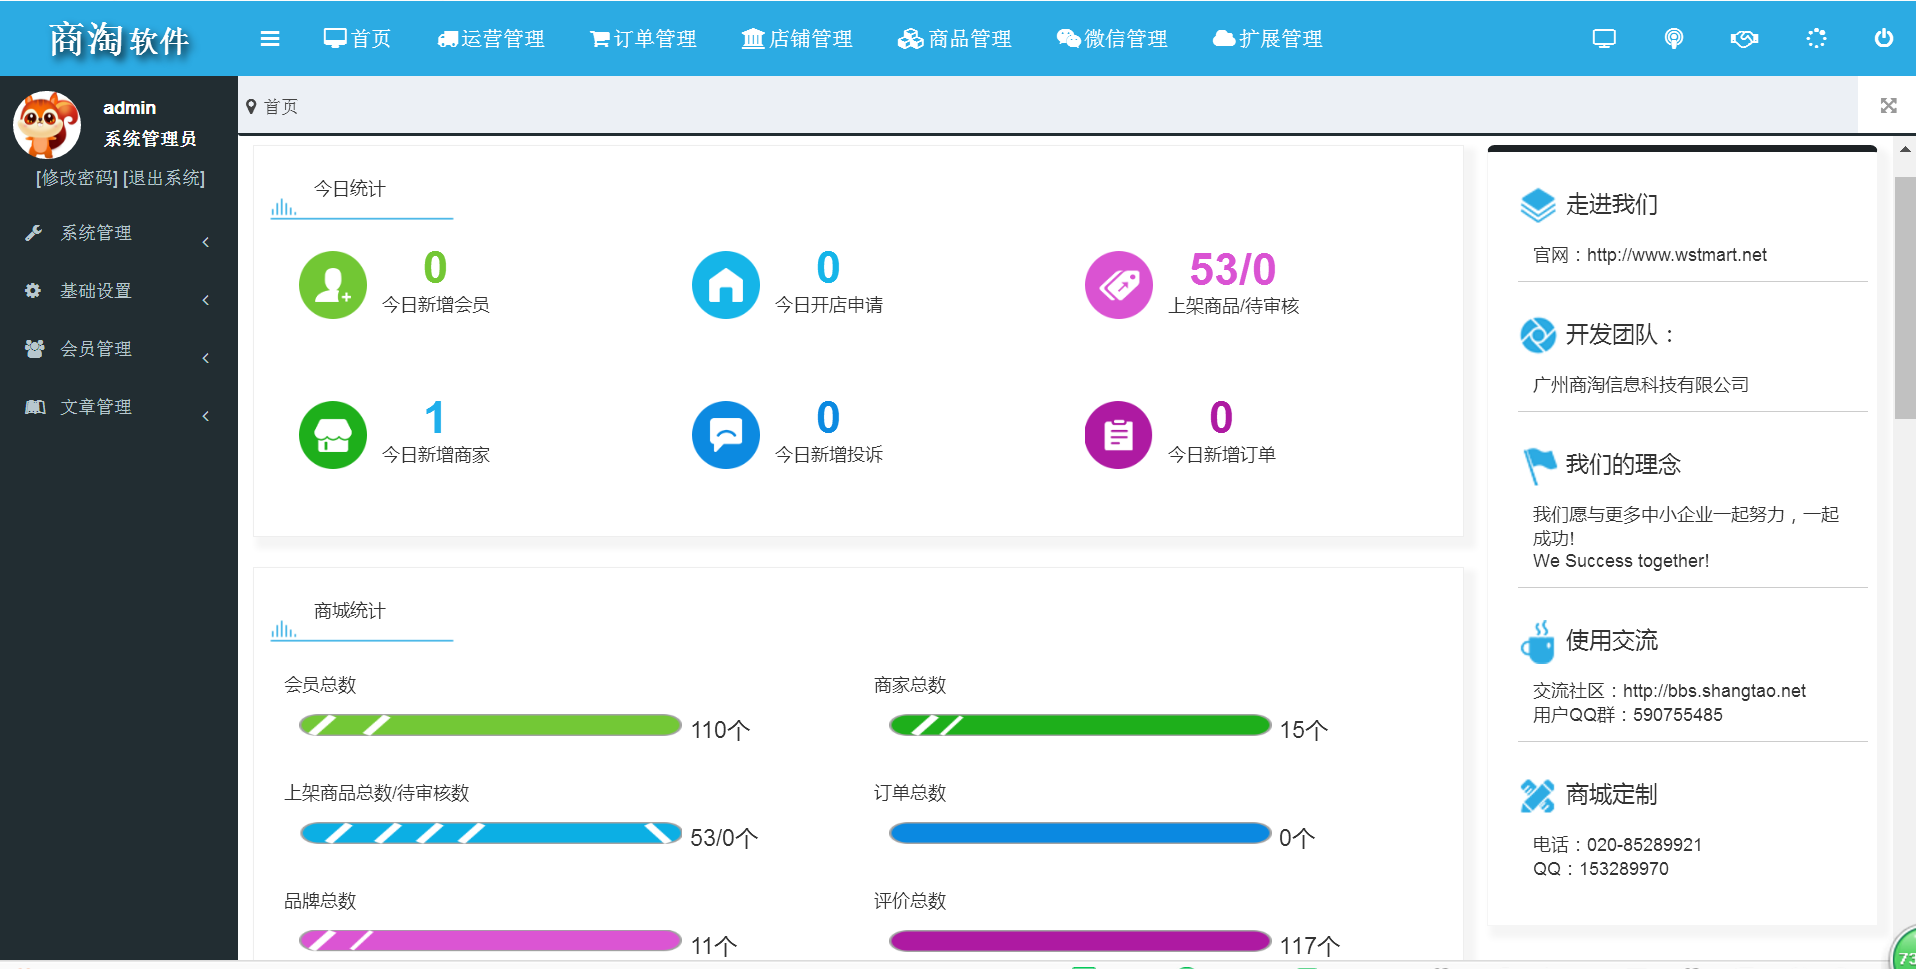 商淘软件
首页
运营管理
订单管理
店铺管理
商品管理
微信管理
扩展管理
admin
系统管理员
[修改密码] [退出系统]
系统管理
基础设置
会员管理
文章管理
首页
今日统计
0
今日新增会员
0
今日开店申请
53/0
上架商品/待审核
1
今日新增商家
0
今日新增投诉
0
今日新增订单
商城统计
会员总数
110个
商家总数
15个
上架商品总数/待审核数
53/0个
订单总数
0个
品牌总数
11个
评价总数
117个
走进我们
官网：http://www.wstmart.net
开发团队：
广州商淘信息科技有限公司
我们的理念
我们愿与更多中小企业一起努力，一起
成功!
We Success together!
使用交流
交流社区：http://bbs.shangtao.net
用户QQ群：590755485
商城定制
电话：020-85289921
QQ：153289970